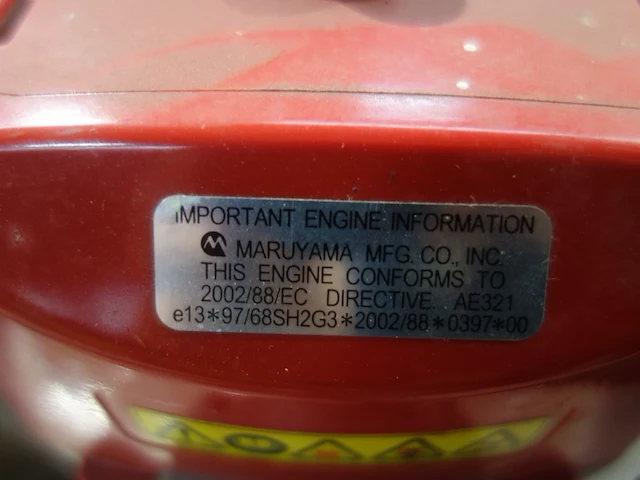 IMPORTANT ENGINE INFORMATION
MARUYAMA MFG. CO., INC.
THIS ENGINE CONFORMS TO
2002/88/EC DIRECTIVE AE321
e13*97/68SH2G3*2002/88*0397*00